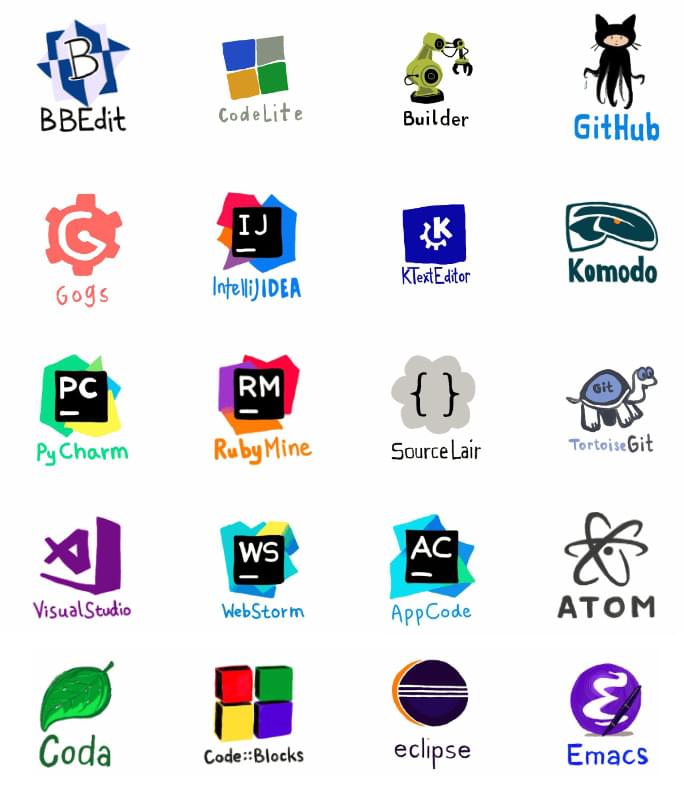 B
BBEdit
CodeLite
Builder
GitHub
G
Gogs
IJ
IntelliJIDEA
K
KTextEditor
Komodo
PC
PyCharm
RM
RubyMine
{ }
SourceLair
Git
TortoiseGit
VisualStudio
WS
WebStorm
AC
AppCode
ATOM
Coda
Code::Blocks
eclipse
E
Emacs